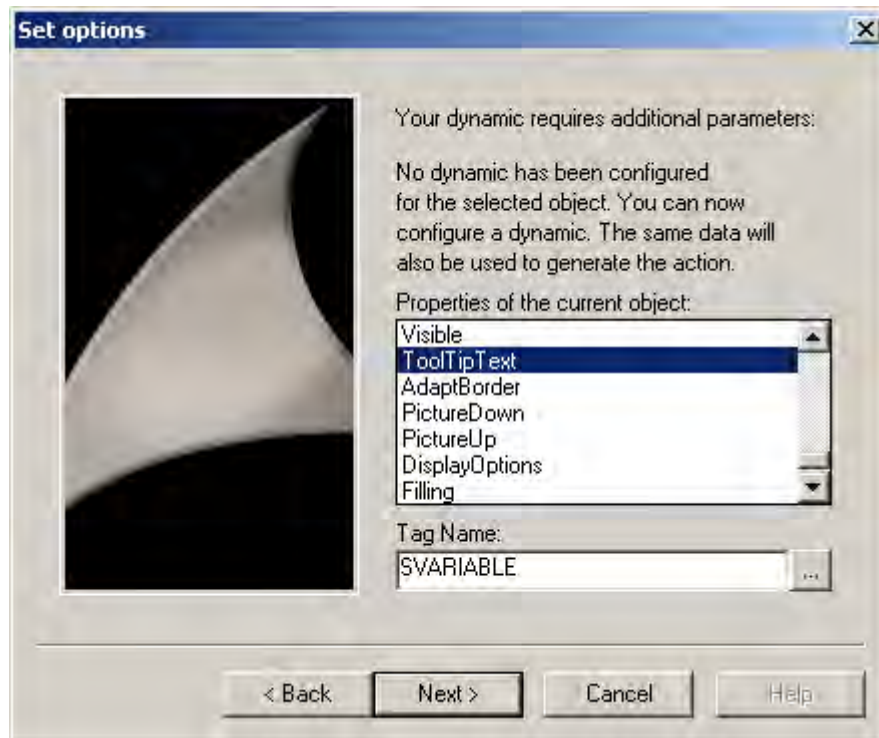 Set options
Your dynamic requires additional parameters:
No dynamic has been configured
for the selected object. You can now
configure a dynamic. The same data will
also be used to generate the action.
Properties of the current object:
Visible
ToolTipText
AdaptBorder
PictureDown
PictureUp
DisplayOptions
Filling
Tag Name:
SVARIABLE
...
< Back
Next >
Cancel
Help